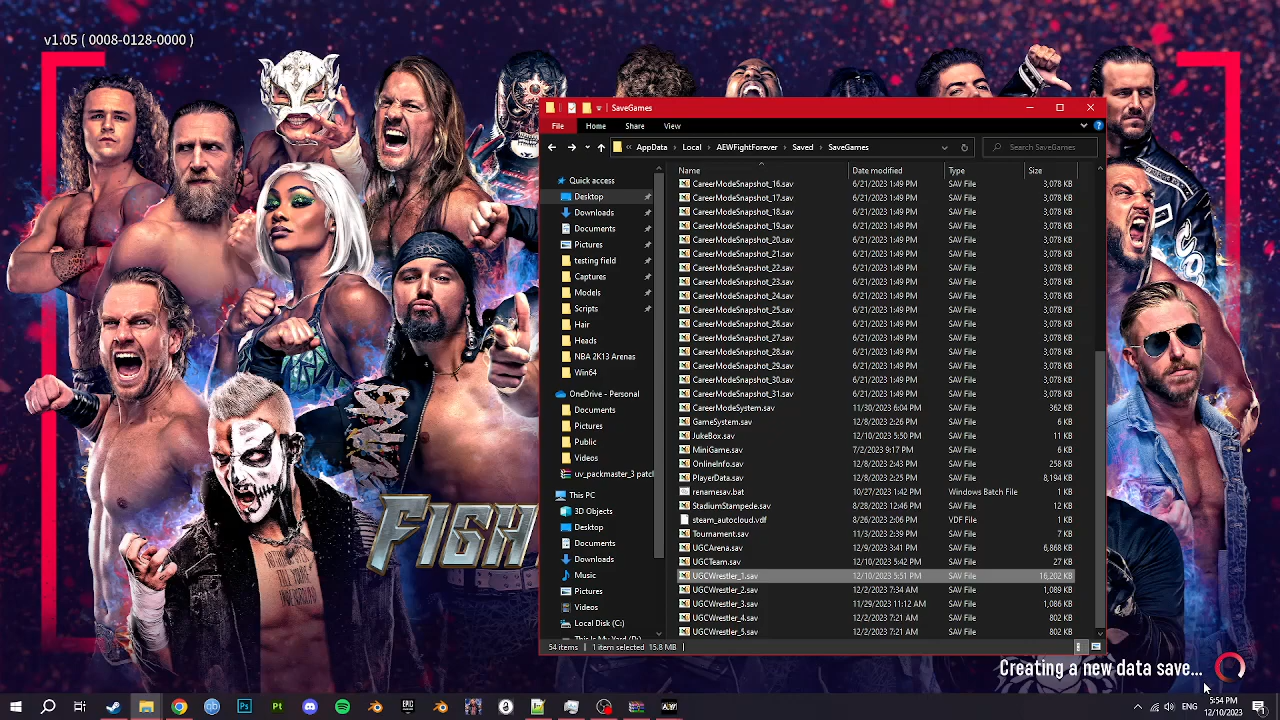 v1.05 ( 0008-0128-0000 )
SaveGames
File Home Share View
« AppData › Local › AEWFightForever › Saved › SaveGames
Search SaveGames
Name Date modified Type Size
Quick access
Desktop
Downloads
Documents
Pictures
testing field
Captures
Models
Scripts
Hair
Heads
NBA 2K13 Arenas
Win64
OneDrive - Personal
Documents
Pictures
Public
Videos
uv_packmaster_3 patcl
This PC
3D Objects
Desktop
Documents
Downloads
Music
Pictures
Videos
Local Disk (C:)
CareerModeSnapshot_16.sav 6/21/2023 1:49 PM SAV File 3,078 KB
CareerModeSnapshot_17.sav 6/21/2023 1:49 PM SAV File 3,078 KB
CareerModeSnapshot_18.sav 6/21/2023 1:49 PM SAV File 3,078 KB
CareerModeSnapshot_19.sav 6/21/2023 1:49 PM SAV File 3,078 KB
CareerModeSnapshot_20.sav 6/21/2023 1:49 PM SAV File 3,078 KB
CareerModeSnapshot_21.sav 6/21/2023 1:49 PM SAV File 3,078 KB
CareerModeSnapshot_22.sav 6/21/2023 1:49 PM SAV File 3,078 KB
CareerModeSnapshot_23.sav 6/21/2023 1:49 PM SAV File 3,078 KB
CareerModeSnapshot_24.sav 6/21/2023 1:49 PM SAV File 3,078 KB
CareerModeSnapshot_25.sav 6/21/2023 1:49 PM SAV File 3,078 KB
CareerModeSnapshot_26.sav 6/21/2023 1:49 PM SAV File 3,078 KB
CareerModeSnapshot_27.sav 6/21/2023 1:49 PM SAV File 3,078 KB
CareerModeSnapshot_28.sav 6/21/2023 1:49 PM SAV File 3,078 KB
CareerModeSnapshot_29.sav 6/21/2023 1:49 PM SAV File 3,078 KB
CareerModeSnapshot_30.sav 6/21/2023 1:49 PM SAV File 3,078 KB
CareerModeSnapshot_31.sav 6/21/2023 1:49 PM SAV File 3,078 KB
CareerModeSystem.sav 11/30/2023 6:04 PM SAV File 362 KB
GameSystem.sav 12/8/2023 2:26 PM SAV File 6 KB
JukeBox.sav 12/10/2023 5:50 PM SAV File 11 KB
MiniGame.sav 7/2/2023 9:17 PM SAV File 6 KB
OnlineInfo.sav 12/8/2023 2:43 PM SAV File 258 KB
PlayerData.sav 12/8/2023 2:25 PM SAV File 8,194 KB
renamesav.bat 10/27/2023 1:42 PM Windows Batch File 1 KB
StadiumStampede.sav 8/28/2023 12:46 PM SAV File 12 KB
steam_autocloud.vdf 8/26/2023 2:06 PM VDF File 1 KB
Tournament.sav 11/3/2023 2:39 PM SAV File 7 KB
UGCArena.sav 12/9/2023 3:41 PM SAV File 6,868 KB
UGCTeam.sav 12/10/2023 5:42 PM SAV File 27 KB
UGCWrestler_1.sav 12/10/2023 5:51 PM SAV File 16,202 KB
UGCWrestler_2.sav 12/2/2023 7:34 AM SAV File 1,089 KB
UGCWrestler_3.sav 11/29/2023 11:12 AM SAV File 1,086 KB
UGCWrestler_4.sav 12/2/2023 7:21 AM SAV File 802 KB
UGCWrestler_5.sav 12/2/2023 7:21 AM SAV File 802 KB
54 items 1 item selected 15.8 MB
FIGH
Creating a new data save...
Ps
Pt
EPIC
ENG
5:54 PM
12/10/2023